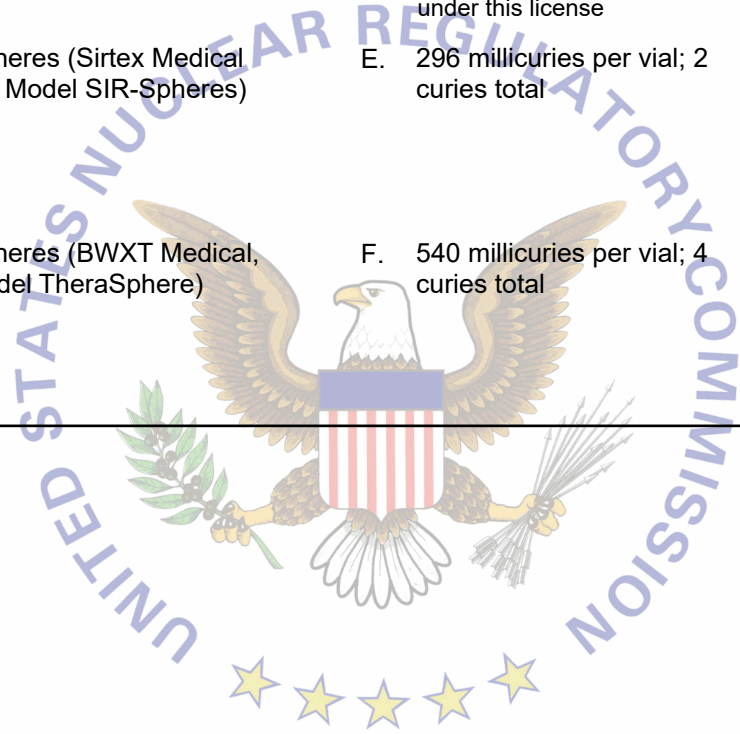 under this license
heres (Sirtex Medical E. 296 millicuries per vial; 2
Model SIR-Spheres) curies total
heres (BWXT Medical, F. 540 millicuries per vial; 4
del TheraSphere) curies total
UNITED STATES NUCLEAR REGULATORY COMMISSION